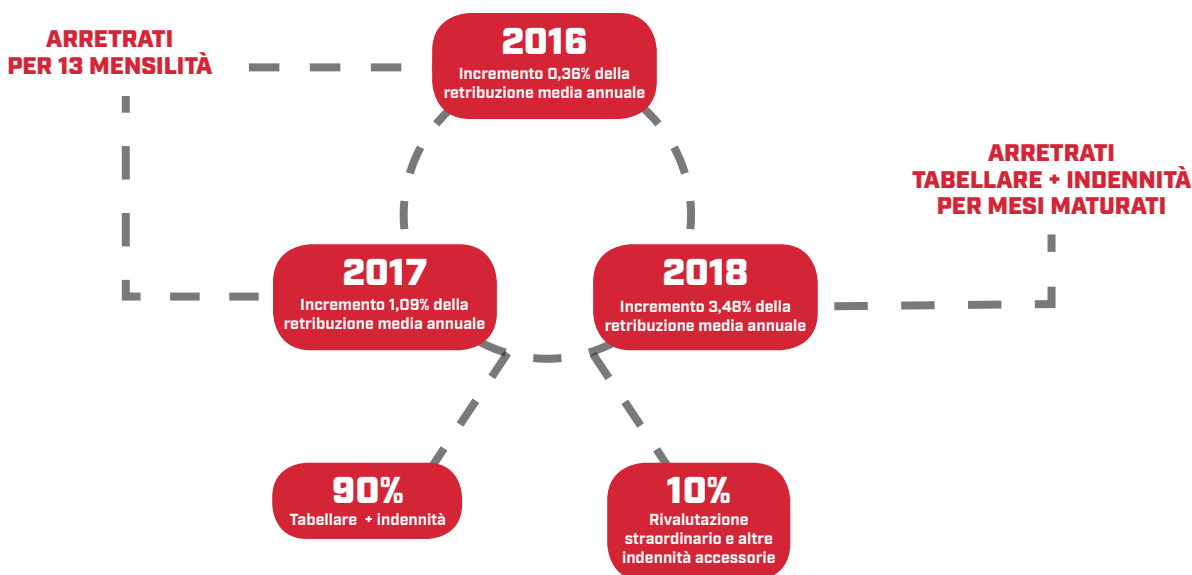 ARRETRATI
PER 13 MENSILITÀ
2016
Incremento 0,36% della
retribuzione media annuale
ARRETRATI
TABELLARE + INDENNITÀ
PER MESI MATURATI
2017
Incremento 1,09% della
retribuzione media annuale
2018
Incremento 3,48% della
retribuzione media annuale
90%
Tabellare + indennità
10%
Rivalutazione
straordinario e altre
indennità accessorie